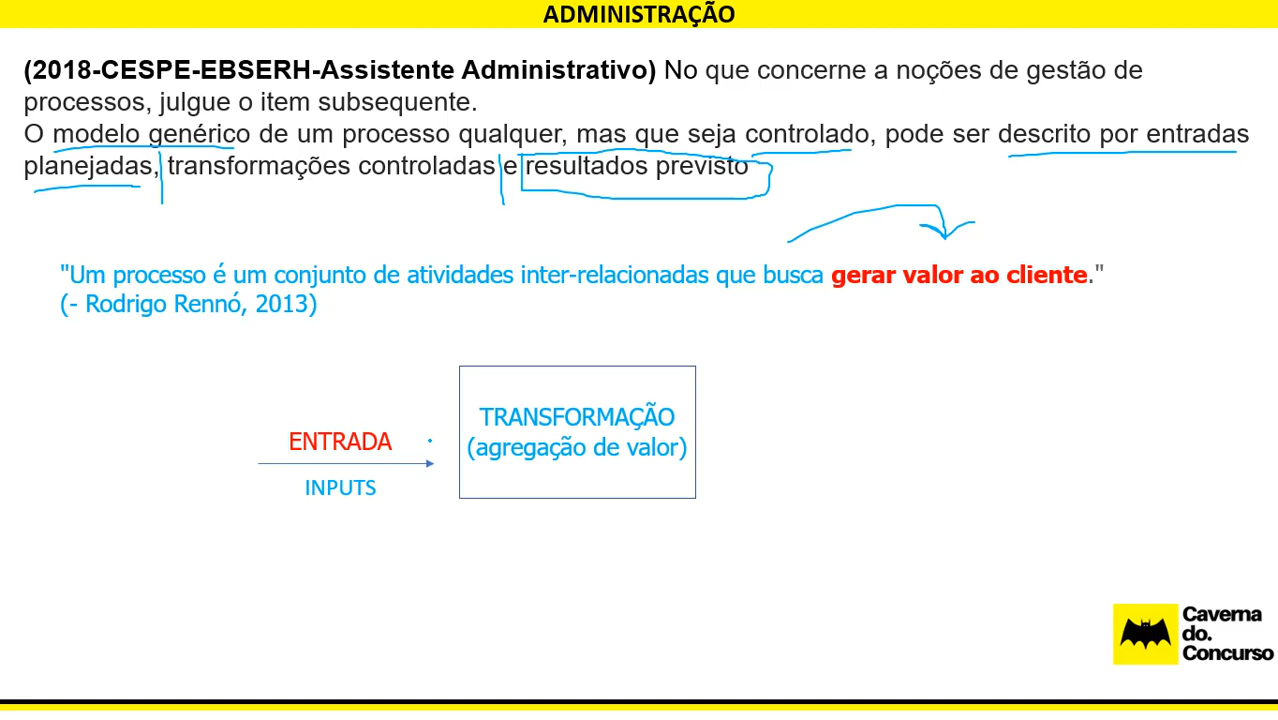 ADMINISTRAÇÃO
(2018-CESPE-EBSERH-Assistente Administrativo) No que concerne a noções de gestão de
processos, julgue o item subsequente.
O modelo genérico de um processo qualquer, mas que seja controlado, pode ser descrito por entradas
planejadas, transformações controladas e resultados previsto
"Um processo é um conjunto de atividades inter-relacionadas que busca gerar valor ao cliente."
(- Rodrigo Rennó, 2013)
TRANSFORMAÇÃO
(agregação de valor)
ENTRADA
INPUTS
Caverna
do.
Concurso